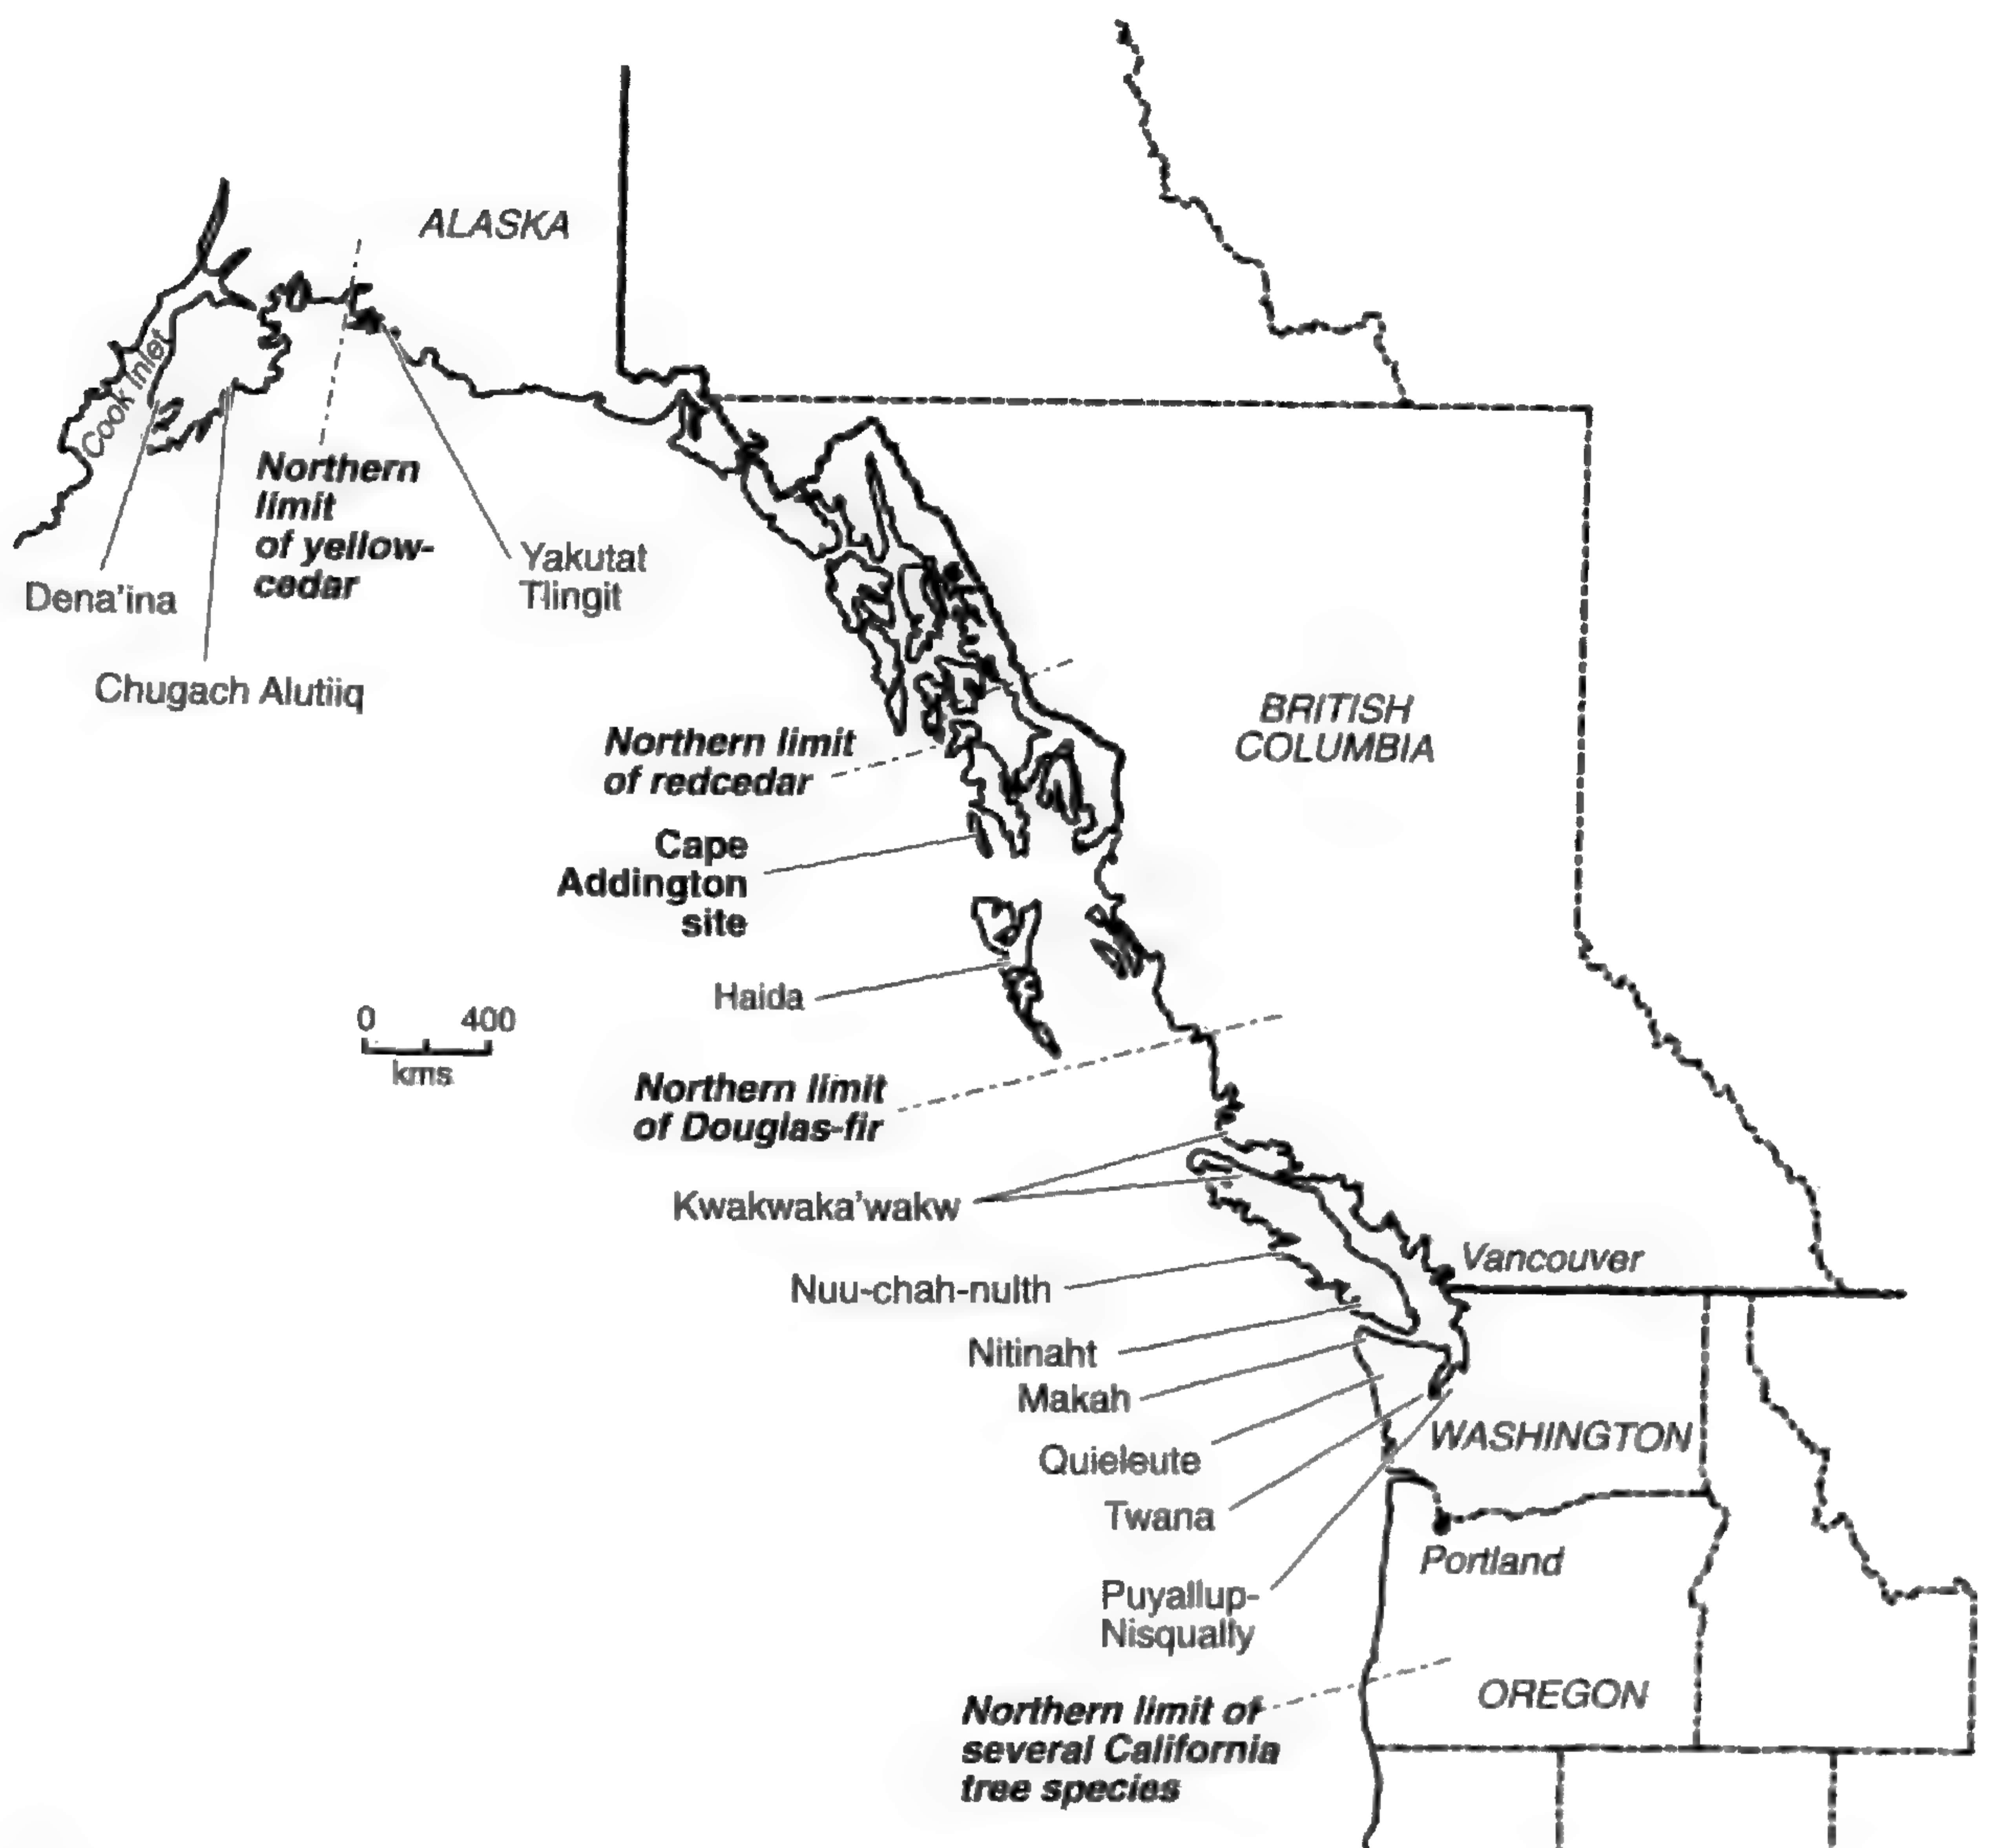 ALASKA
Cook Inlet
Northern
limit
of yellow-
cedar
Yakutat
Tlingit
Dena'ina
Chugach Alutiiq
BRITISH
COLUMBIA
Northern limit
of redcedar
Cape
Addington
site
Haida
0 400
kms
Northern limit
of Douglas-fir
Kwakwaka'wakw
Vancouver
Nuu-chah-nulth
Nitinaht
Makah
WASHINGTON
Quieleute
Twana
Portland
Puyallup-
Nisqually
OREGON
Northern limit of
several California
tree species